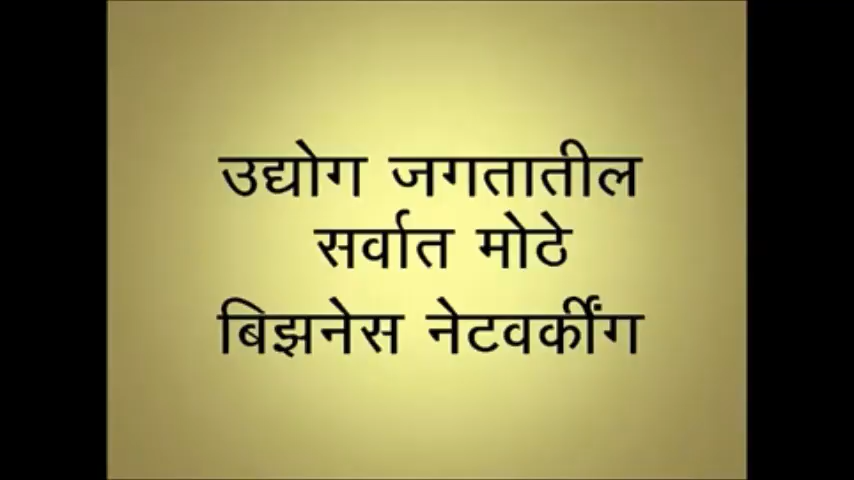 उद्योग जगतातील
सर्वात मोठे
बिझनेस नेटवर्कींग